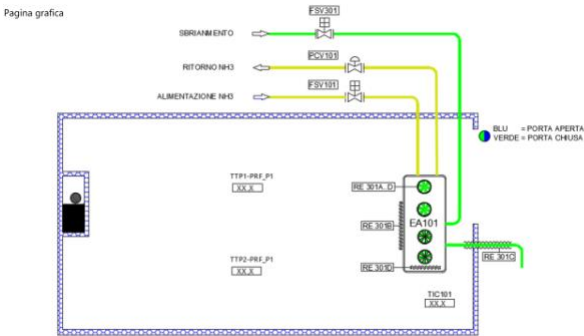 Pagina grafica
FSV301
SBRIANMENTO
PCV101
RITORNO NH3
FSV101
ALIMENTAZIONE NH3
BLU = PORTA APERTA
VERDE = PORTA CHIUSA
TTP1-PRF_P1
XX.X
RE 301A..D
EA101
RE 301B
RE 301C
TTP2-PRF_P1
XX.X
RE 301D
TIC101
XX.X